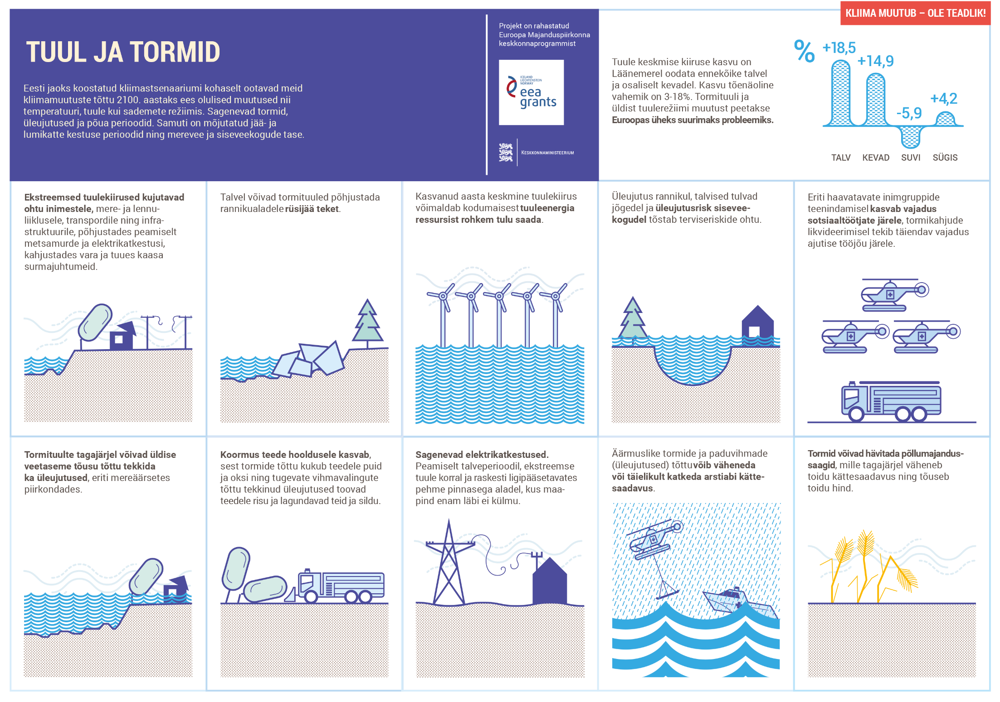 KLIIMA MUUTUB – OLE TEADLIK!
TUUL JA TORMID
Eesti jaoks koostatud kliimastsenaariumi kohaselt ootavad meid
kliimamuutuste tõttu 2100. aastaks ees olulised muutused nii
temperatuuri, tuule kui sademete režiimis. Sagenevad tormid,
üleujutused ja põua perioodid. Samuti on mõjutatud jää- ja
lumikatte kestuse perioodid ning merevee ja siseveekogude tase.
Projekt on rahastatud
Euroopa Majanduspiirkonna
keskkonnaprogrammist
ICELAND
LIECHTENSTEIN
NORWAY
eea
grants
KESKKONNAMINISTEERIUM
Tuule keskmise kiiruse kasvu on
Läänemerel oodata ennekõike talvel
ja osaliselt kevadel. Kasvu tõenäoline
vahemik on 3-18%. Tormituuli ja
üldist tuulerežiimi muutust peetakse
Euroopas üheks suurimaks probleemiks.
% +18,5
+14,9
-5,9
+4,2
TALV KEVAD SUVI SÜGIS
Ekstreemsed tuulekiirused kujutavad
ohtu inimestele, mere- ja lennu-
liiklusele, transpordile ning infra-
struktuurile, põhjustades peamiselt
metsamurde ja elektrikatkestusi,
kahjustades vara ja tuues kaasa
surmajuhtumeid.
Talvel võivad tormituuled põhjustada
rannikualadele rüsijää teket.
Kasvanud aasta keskmine tuulekiirus
võimaldab kodumaisest tuuleenergia
ressursist rohkem tulu saada.
Üleujutus rannikul, talvised tulvad
jõgedel ja üleujutusrisk sisevee-
kogudel tõstab terviseriskide ohtu.
Eriti haavatavate inimgruppide
teenindamisel kasvab vajadus
sotsiaaltöötjate järele, tormikahjude
likvideerimisel tekib täiendav vajadus
ajutise tööjõu järele.
Tormituulte tagajärjel võivad üldise
veetaseme tõusu tõttu tekkida
ka üleujutused, eriti mereäärsetes
piirkondades.
Koormus teede hooldusele kasvab,
sest tormide tõttu kukub teedele puid
ja oksi ning tugevate vihmavalingute
tõttu tekkinud üleujutused toovad
teedele risu ja lagundavad teid ja sildu.
Sagenevad elektrikatkestused.
Peamiselt talveperioodil, ekstreemse
tuule korral ja raskesti ligipääsetavates
pehme pinnasega aladel, kus maa-
pind enam läbi ei külmu.
Äärmuslike tormide ja paduvihmade
(üleujutused) tõttu võib väheneda
või täielikult katkeda arstiabi kätte-
saadavus.
Tormid võivad hävitada põllumajandus-
saagid, mille tagajärjel väheneb
toidu kättesaadavus ning tõuseb
toidu hind.